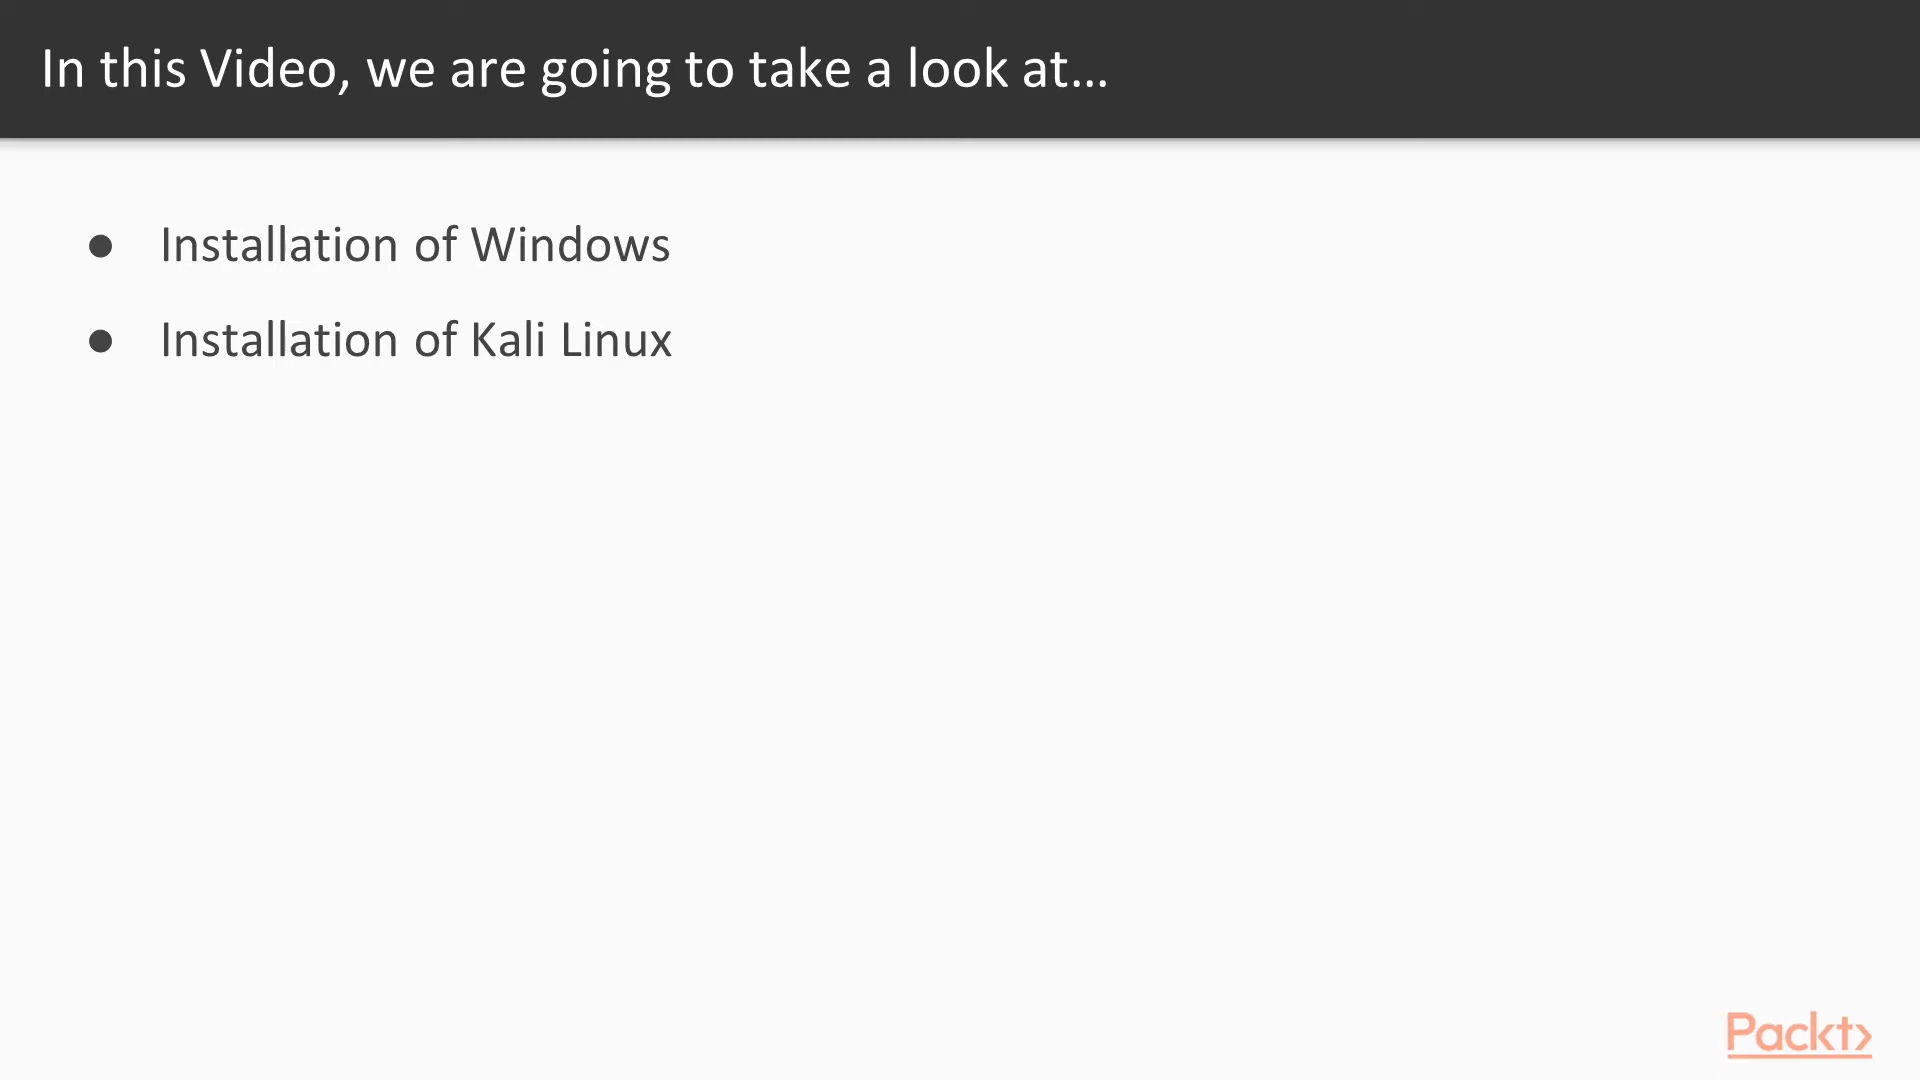 In this Video, we are going to take a look at...
● Installation of Windows
● Installation of Kali Linux
Packt>